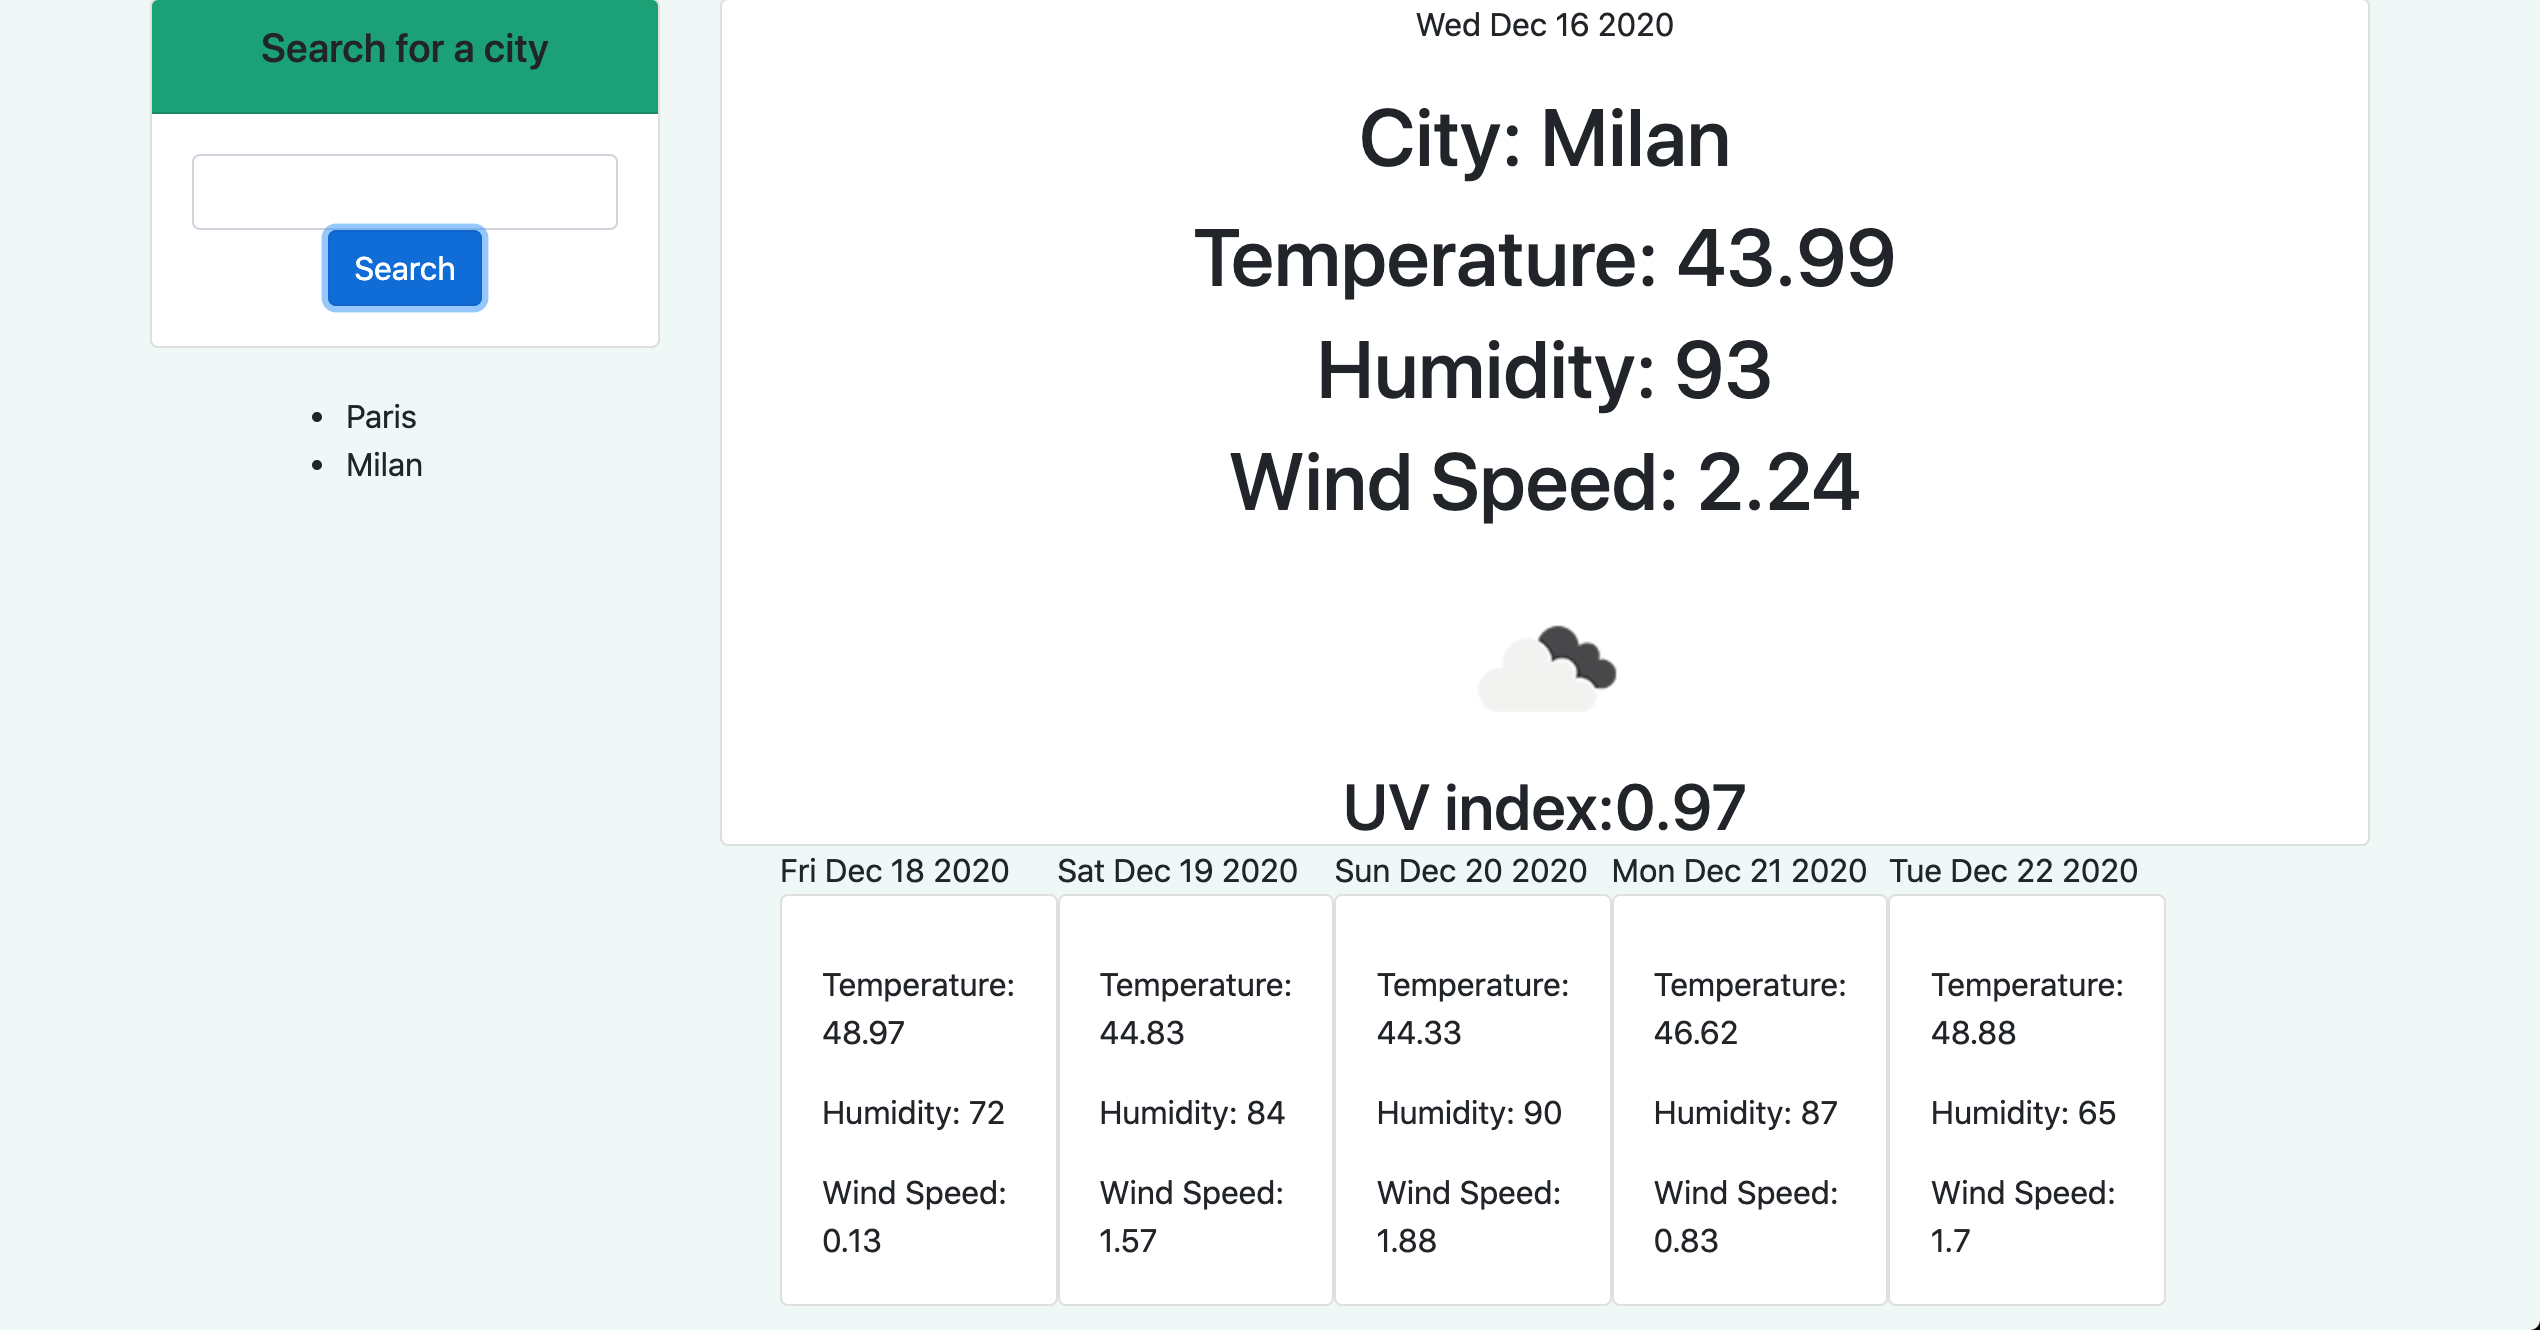 Search for a city
Search
• Paris
• Milan
Wed Dec 16 2020
City: Milan
Temperature: 43.99
Humidity: 93
Wind Speed: 2.24
UV index:0.97
Fri Dec 18 2020
Temperature:
48.97
Humidity: 72
Wind Speed:
0.13
Sat Dec 19 2020
Temperature:
44.83
Humidity: 84
Wind Speed:
1.57
Sun Dec 20 2020
Temperature:
44.33
Humidity: 90
Wind Speed:
1.88
Mon Dec 21 2020
Temperature:
46.62
Humidity: 87
Wind Speed:
0.83
Tue Dec 22 2020
Temperature:
48.88
Humidity: 65
Wind Speed:
1.7